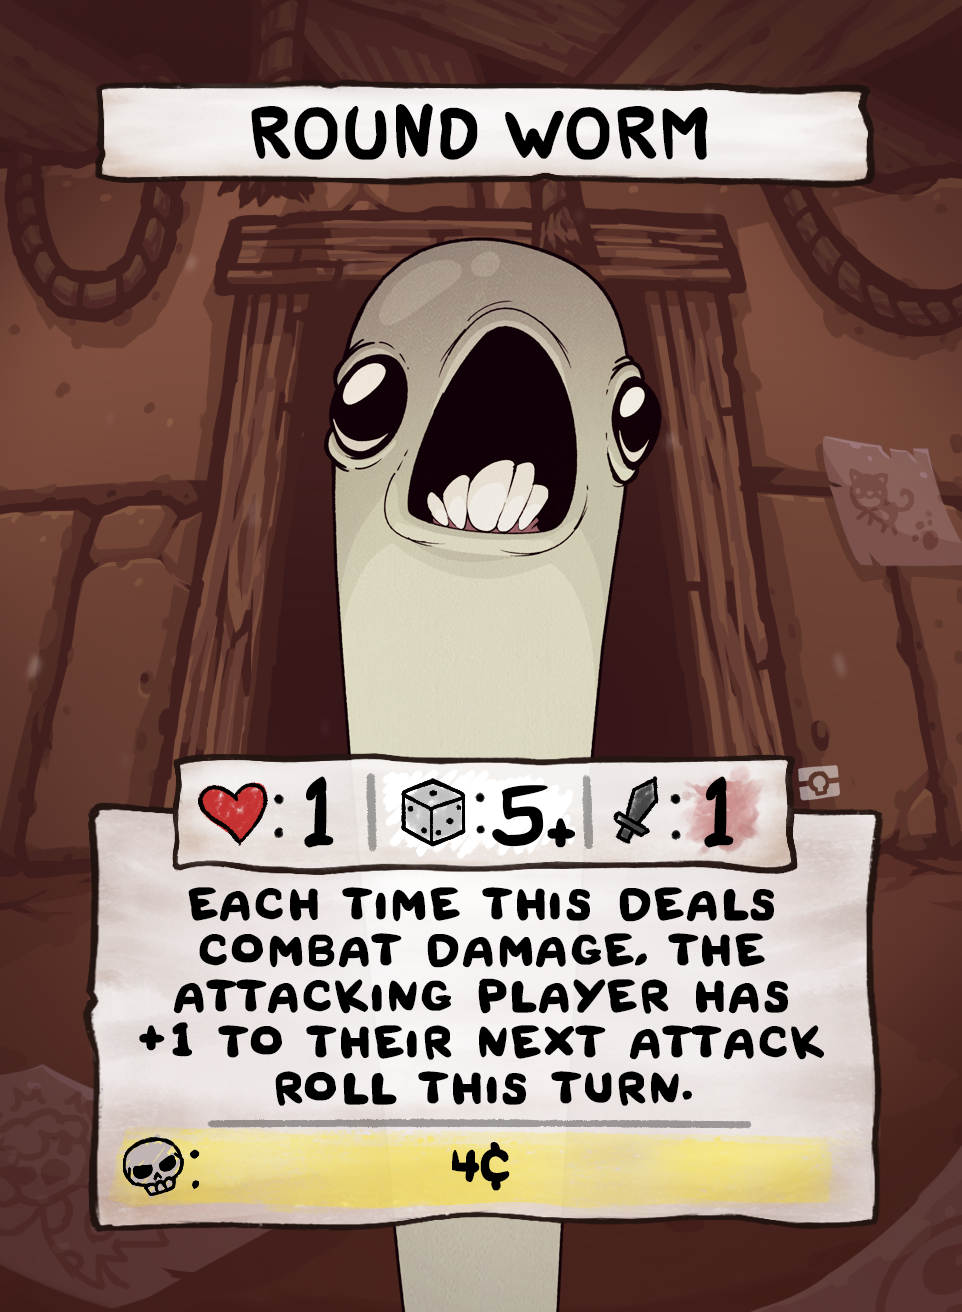 ROUND WORM
: 1 | : 5+ | : 1
EACH TIME THIS DEALS
COMBAT DAMAGE, THE
ATTACKING PLAYER HAS
+1 TO THEIR NEXT ATTACK
ROLL THIS TURN.
: 4¢